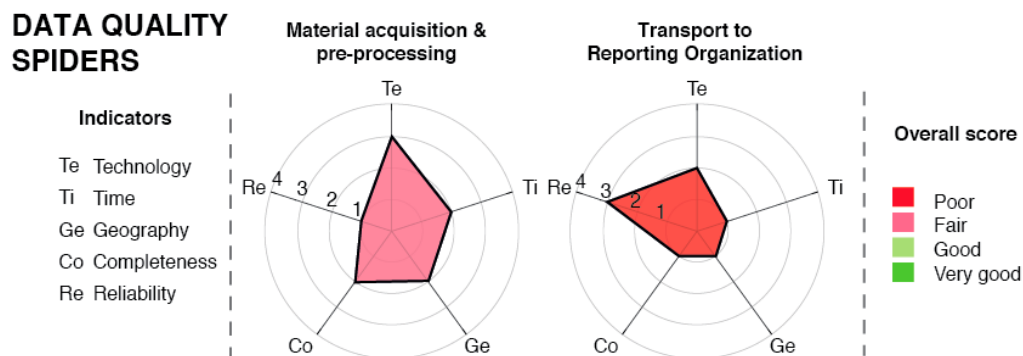 DATA QUALITY
SPIDERS
Indicators
Te Technology
Ti Time
Ge Geography
Co Completeness
Re Reliability
Material acquisition &
pre-processing
Te
Ti
Ge
Co
Re
4
3
2
1
Transport to
Reporting Organization
Te
Ti
Ge
Co
Re
4
3
2
1
Overall score
Poor
Fair
Good
Very good